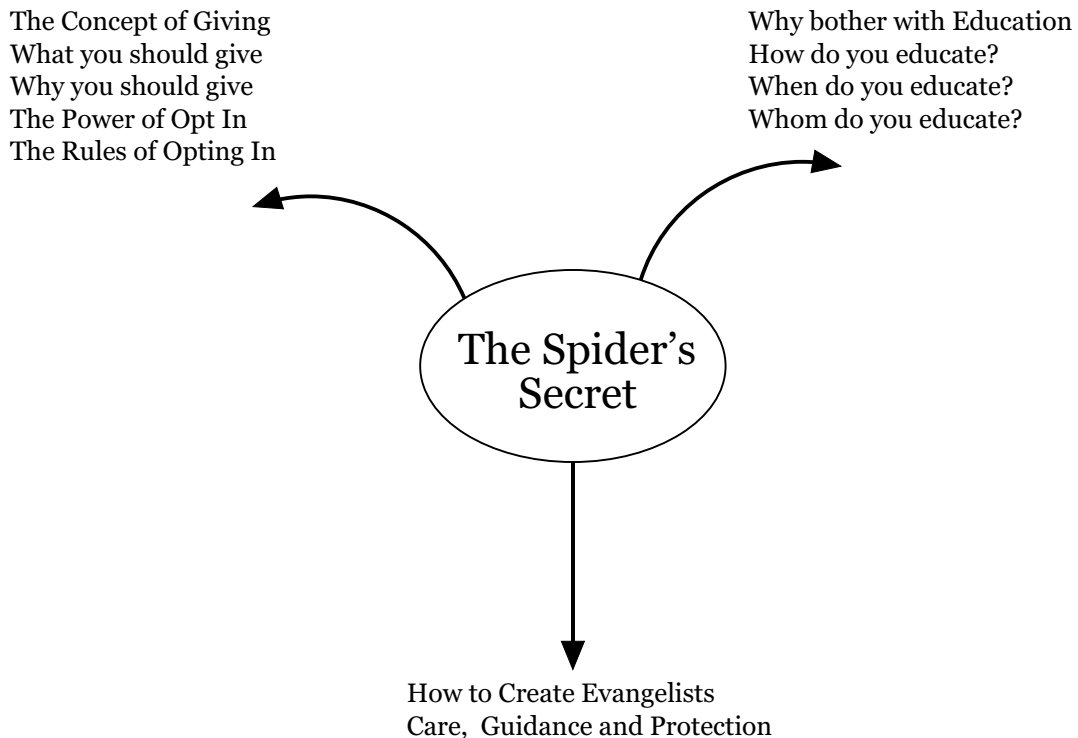 The Concept of Giving
What you should give
Why you should give
The Power of Opt In
The Rules of Opting In
Why bother with Education
How do you educate?
When do you educate?
Whom do you educate?
The Spider’s
Secret
How to Create Evangelists
Care,  Guidance and Protection